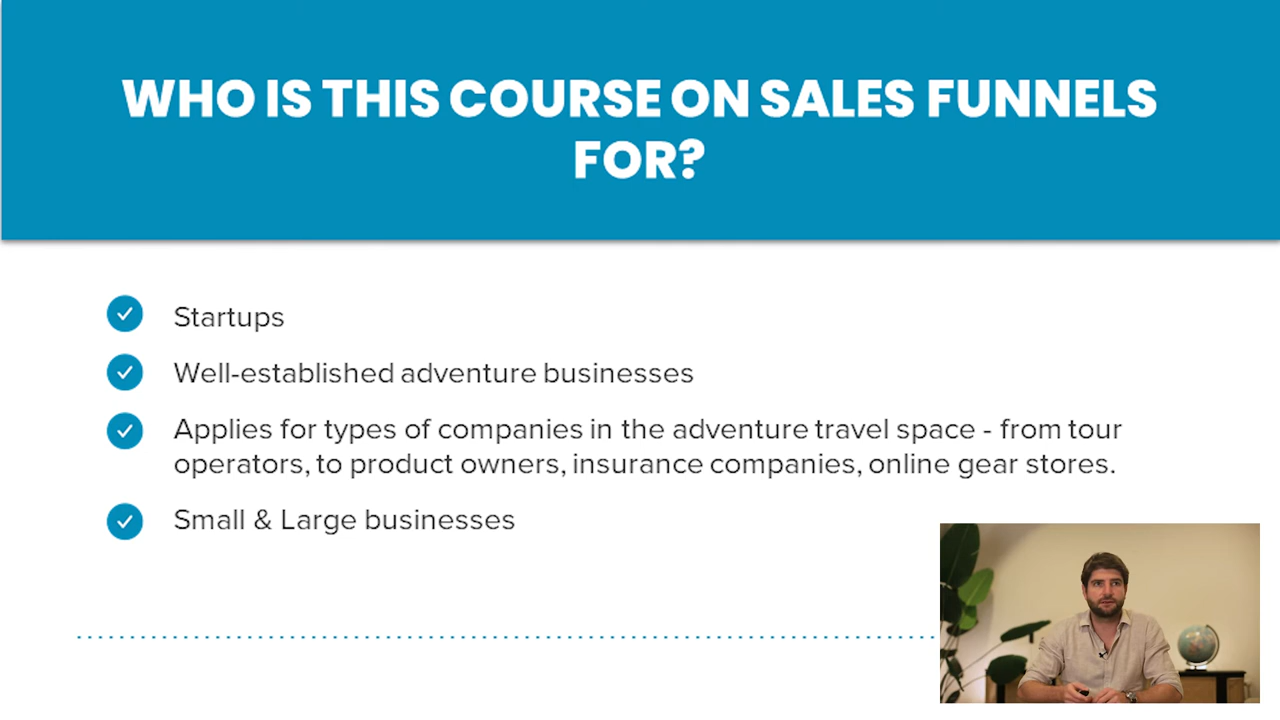 WHO IS THIS COURSE ON SALES FUNNELS
FOR?
Startups
Well-established adventure businesses
Applies for types of companies in the adventure travel space - from tour
operators, to product owners, insurance companies, online gear stores.
Small & Large businesses